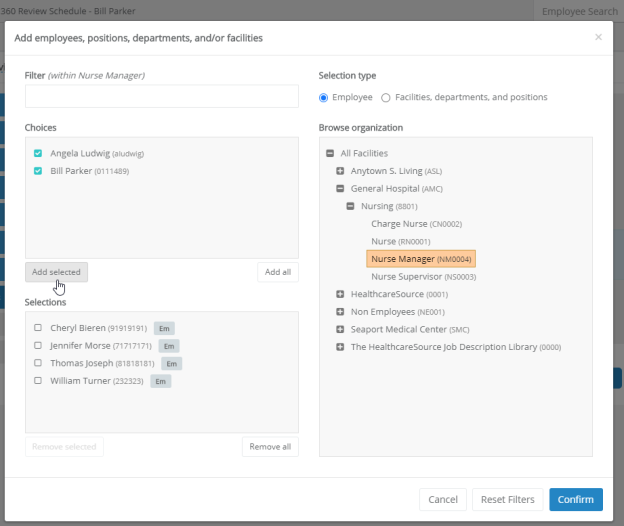 360 Review Schedule - Bill Parker
Employee Search
Add employees, positions, departments, and/or facilities
Filter (within Nurse Manager)
Choices
Angela Ludwig (aludwig)
Bill Parker (0111489)
Add selected
Add all
Selections
Cheryl Bieren (91919191) Em
Jennifer Morse (71717171) Em
Thomas Joseph (81818181) Em
William Turner (232323) Em
Remove selected
Remove all
Selection type
Employee
Facilities, departments, and positions
Browse organization
All Facilities
Anytown S. Living (ASL)
General Hospital (AMC)
Nursing (8801)
Charge Nurse (CN0002)
Nurse (RN0001)
Nurse Manager (NM0004)
Nurse Supervisor (NS0003)
HealthcareSource (0001)
Non Employees (NE001)
Seaport Medical Center (SMC)
The HealthcareSource Job Description Library (0000)
Cancel
Reset Filters
Confirm